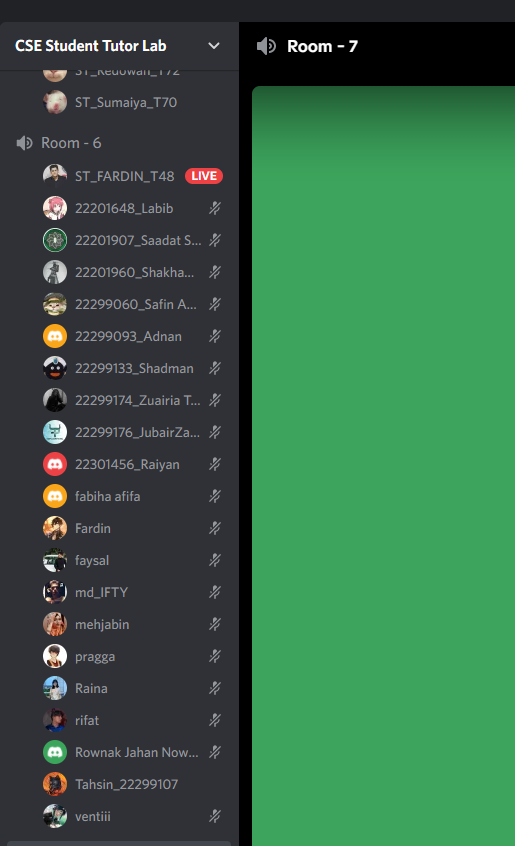 CSE Student Tutor Lab
Room - 7
ST_Redowan_T72
ST_Sumaiya_T70
Room - 6
ST_FARDIN_T48 LIVE
22201648_Labib
22201907_Saadat S...
22201960_Shakha...
22299060_Safin A...
22299093_Adnan
22299133_Shadman
22299174_Zuairia T...
22299176_JubairZa...
22301456_Raiyan
fabiha afifa
Fardin
faysal
md_IFTY
mehjabin
pragga
Raina
rifat
Rownak Jahan Now...
Tahsin_22299107
ventiii